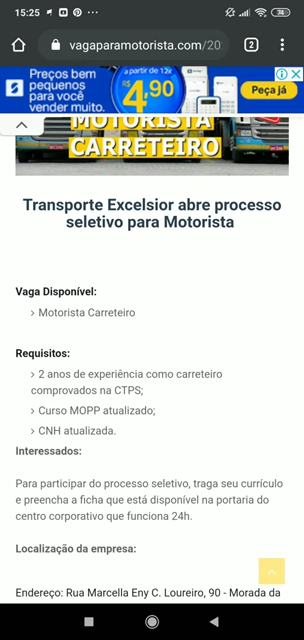 15:25
74
vagaparamotorista.com/20
2
Preços bem
pequenos
para você
vender muito.
a partir de 12x
R$ 4,90
Peça já
MOTORISTA
CARRETEIRO
Transporte Excelsior abre processo
seletivo para Motorista
Vaga Disponível:
> Motorista Carreteiro
Requisitos:
> 2 anos de experiência como carreteiro
comprovados na CTPS;
> Curso MOPP atualizado;
> CNH atualizada.
Interessados:
Para participar do processo seletivo, traga seu currículo
e preencha a ficha que está disponível na portaria do
centro corporativo que funciona 24h.
Localização da empresa:
Endereço: Rua Marcella Eny C. Loureiro, 90 - Morada da